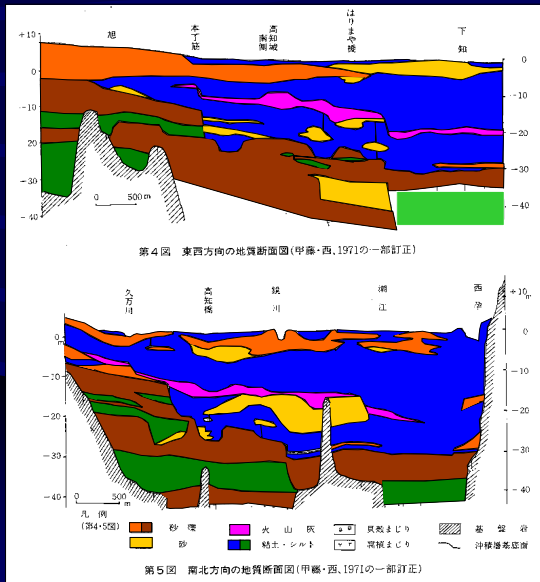 旭 本丁筋 高知城南側 はりまや橋 下知
+10
0
-10
-20
-30
-40
0
-10
-20
-30
-40
0 500 m
第4図 東西方向の地質断面図(甲藤・西,1971の一部訂正)
久万川 高知橋 鏡川 潮江 西孕
0
m
-10
-20
-30
-40
+10
m
0
-10
-20
-30
-40
0 500 m
凡例
(第4・5図)
砂礫 火山灰 貝殻まじり 基盤岩
砂 粘土・シルト 腐植まじり 沖積層基底面
第5図 南北方向の地質断面図(甲藤・西,1971の一部訂正)